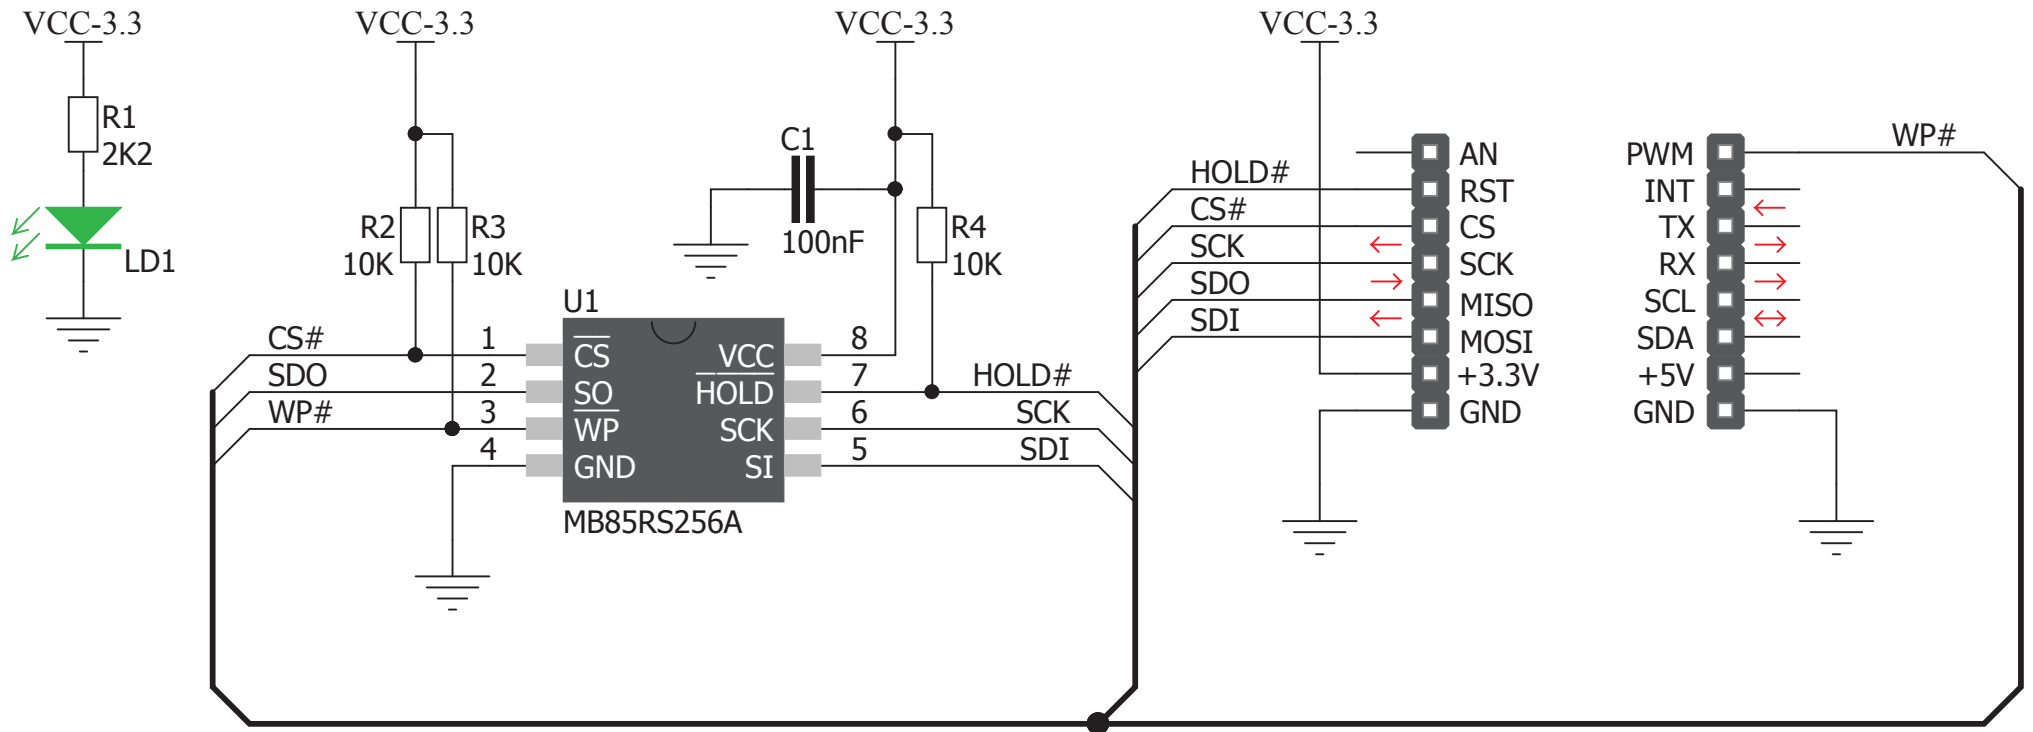 VCC-3.3
VCC-3.3
VCC-3.3
VCC-3.3
R1
2K2
LD1
R2
10K
R3
10K
C1
100nF
R4
10K
U1
CS#
SDO
WP#
1
2
3
4
CS
SO
WP
GND
VCC
HOLD
SCK
SI
8
7
6
5
HOLD#
SCK
SDI
MB85RS256A
HOLD#
CS#
SCK
SDO
SDI
AN
RST
CS
SCK
MISO
MOSI
+3.3V
GND
PWM
INT
TX
RX
SCL
SDA
+5V
GND
WP#